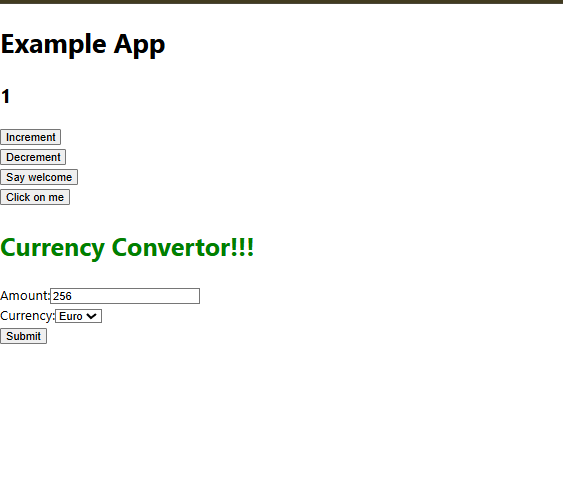 Example App
1
Increment
Decrement
Say welcome
Click on me
Currency Convertor!!!
Amount:256
Currency:Euro
Submit